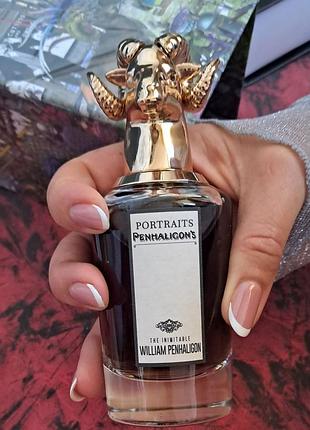 PORTRAITS
PENHALIGON'S
THE INIMITABLE
WILLIAM PENHALIGON